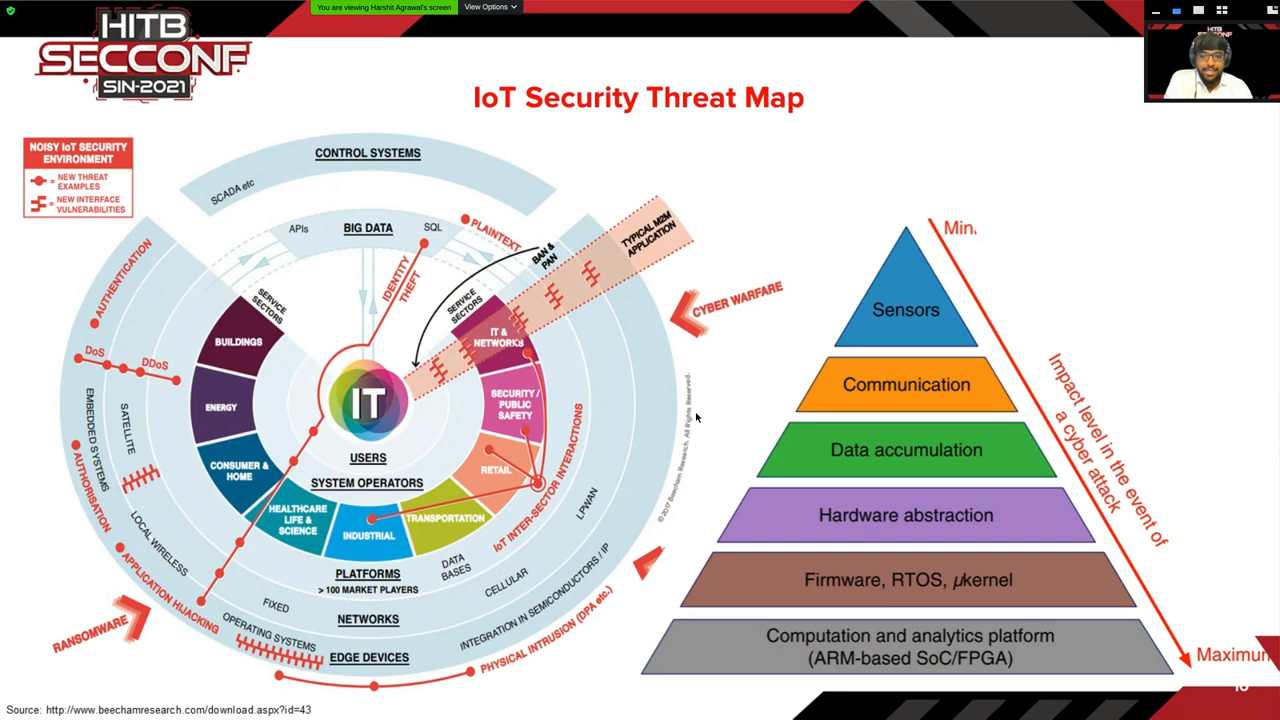 You are viewing Harshit Agrawal's screen
View Options
HITB
SECCONF
SIN-2021
HITB
IoT Security Threat Map
NOISY IoT SECURITY
ENVIRONMENT
= NEW THREAT
EXAMPLES
= NEW INTERFACE
VULNERABILITIES
CONTROL SYSTEMS
SCADA etc
APIs
BIG DATA
SQL
PLAINTEXT
BAN &
PAN
TYPICAL M2M
APPLICATION
AUTHENTICATION
IDENTITY
THEFT
SERVICE
SECTORS
SERVICE
SECTORS
CYBER WARFARE
BUILDINGS
IT &
NETWORKS
DoS
DDoS
ENERGY
IT
SECURITY /
PUBLIC
SAFETY
EMBEDDED SYSTEMS
SATELLITE
USERS
CONSUMER &
HOME
SYSTEM OPERATORS
RETAIL
AUTHORISATION
HEALTHCARE
LIFE &
SCIENCE
INDUSTRIAL
TRANSPORTATION
IoT INTER-SECTOR INTERACTIONS
LPWAN
© 2017 Beecham Research. All Rights Reserved.
LOCAL WIRELESS
PLATFORMS
> 100 MARKET PLAYERS
DATA
BASES
CELLULAR
APPLICATION HIJACKING
FIXED
NETWORKS
INTEGRATION IN SEMICONDUCTORS / IP
RANSOMWARE
OPERATING SYSTEMS
EDGE DEVICES
PHYSICAL INTRUSION (DPA etc.)
Min.
Sensors
Communication
Data accumulation
Hardware abstraction
Firmware, RTOS, µkernel
Computation and analytics platform
(ARM-based SoC/FPGA)
Impact level in the event of
a cyber attack
Maximum
Source: http://www.beechamresearch.com/download.aspx?id=43